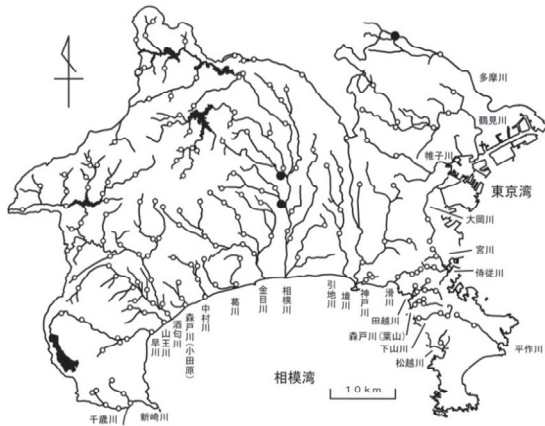 多摩川
鶴見川
帷子川
東京湾
大岡川
宮川
侍従川
平作川
滑川
田越川
森戸川(葉山)
下山川
松越川
神戸川
境川
引地川
相模川
金目川
葛川
中村川
森戸川(小田原)
酒匂川
山王川
早川
相模湾
10km
千歳川
新崎川